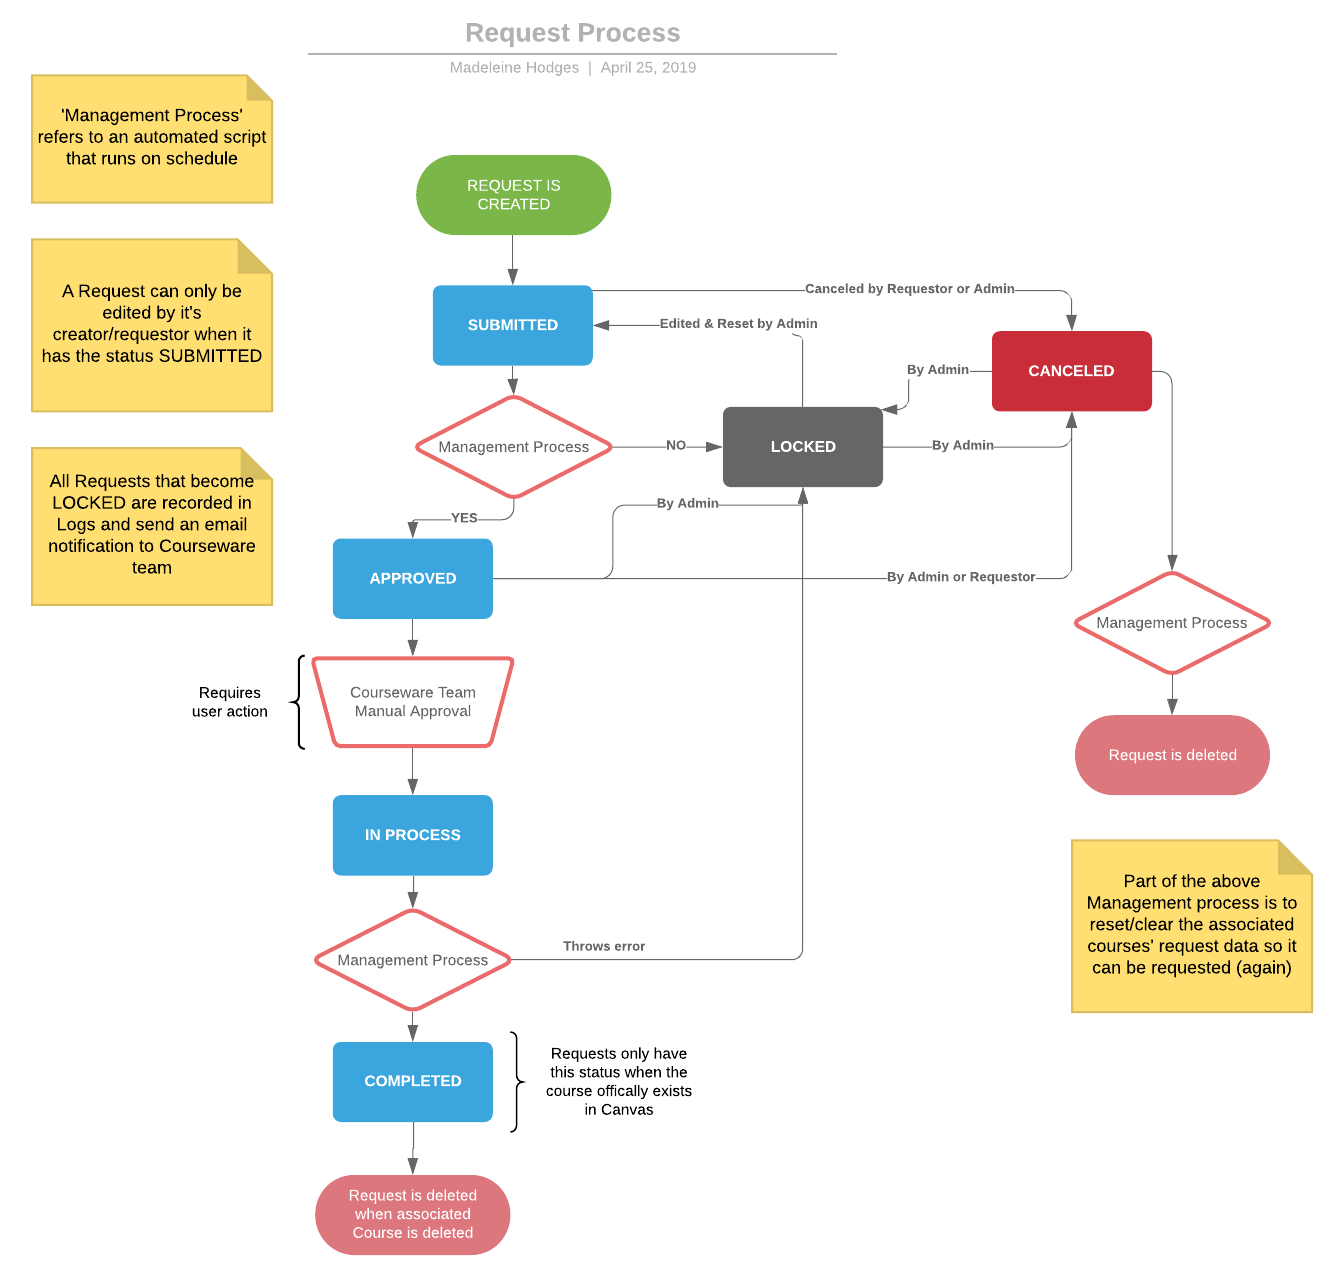 Request Process
Madeleine Hodges | April 25, 2019
'Management Process'
refers to an automated script
that runs on schedule
A Request can only be
edited by it's
creator/requestor when it
has the status SUBMITTED
All Requests that become
LOCKED are recorded in
Logs and send an email
notification to Courseware
team
REQUEST IS
CREATED
SUBMITTED
Canceled by Requestor or Admin
Edited & Reset by Admin
CANCELED
By Admin
Management Process
NO
LOCKED
By Admin
YES
By Admin
APPROVED
By Admin or Requestor
Management Process
Request is deleted
Requires
user action
Courseware Team
Manual Approval
IN PROCESS
Management Process
Throws error
Part of the above
Management process is to
reset/clear the associated
courses' request data so it
can be requested (again)
COMPLETED
Requests only have
this status when the
course offically exists
in Canvas
Request is deleted
when associated
Course is deleted